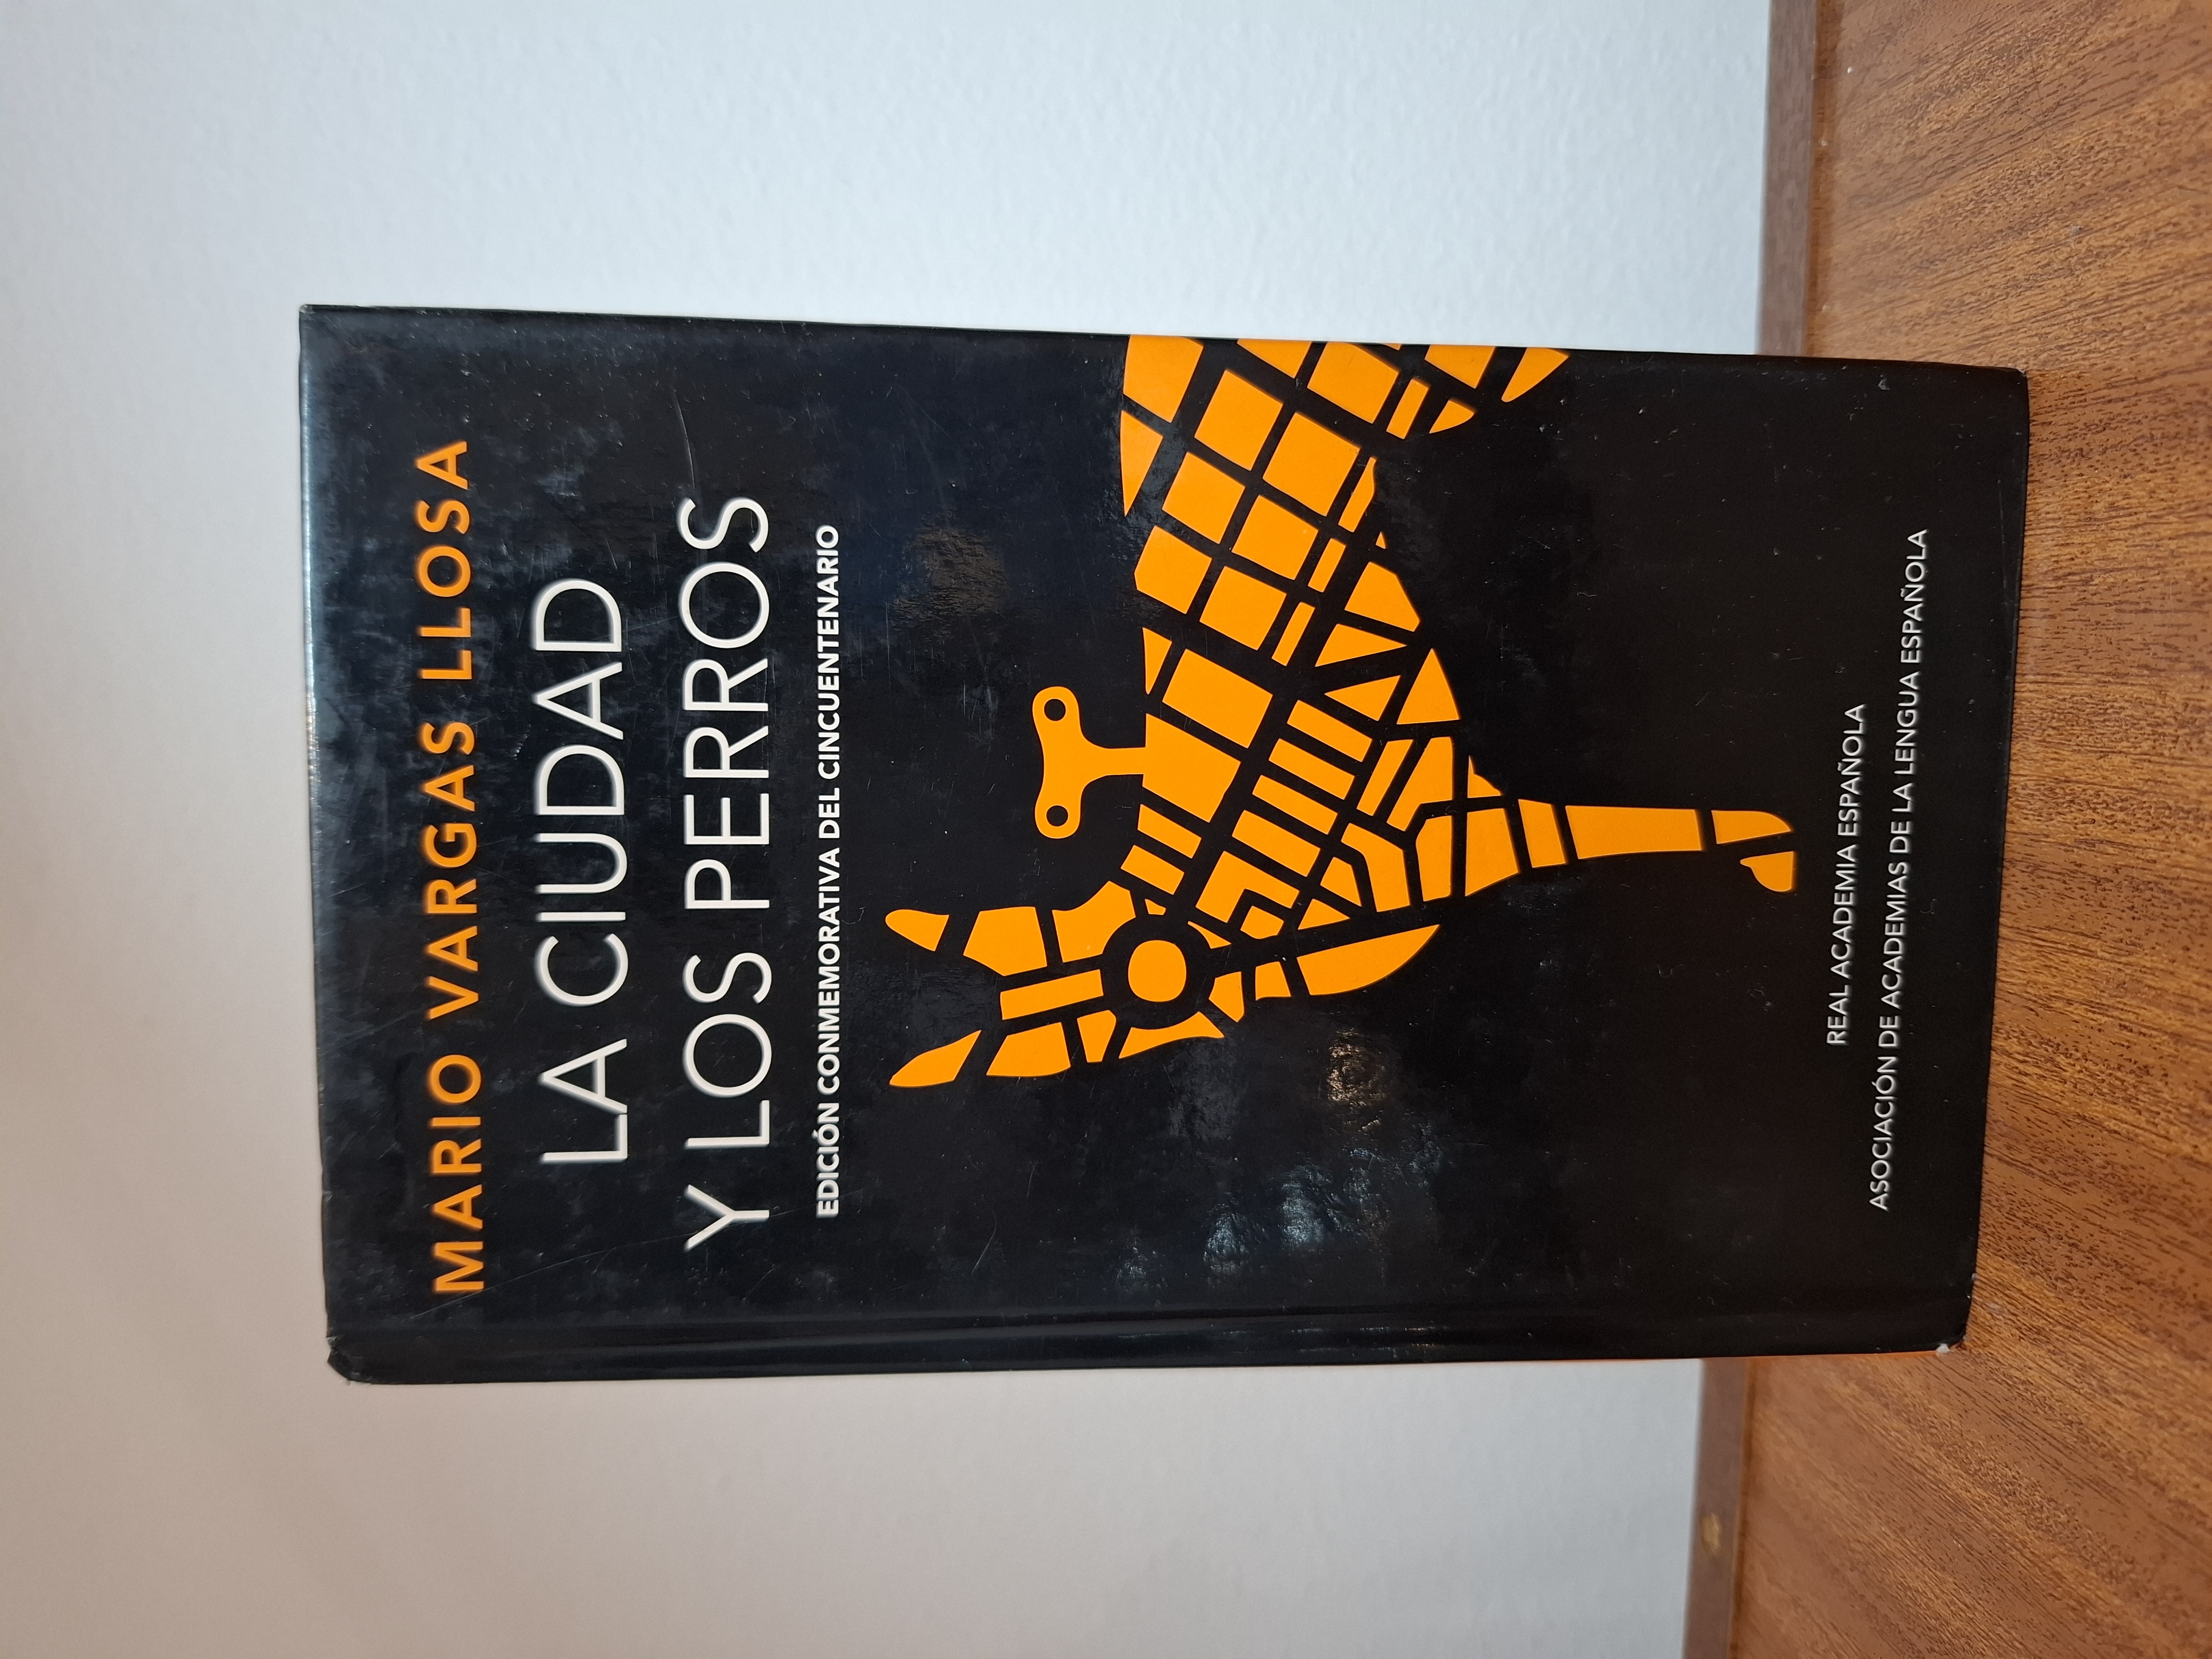 MARIO VARGAS LLOSA
LA CIUDAD
Y LOS PERROS
EDICIÓN CONMEMORATIVA DEL CINCUENTENARIO
REAL ACADEMIA ESPAÑOLA
ASOCIACIÓN DE ACADEMIAS DE LA LENGUA ESPAÑOLA